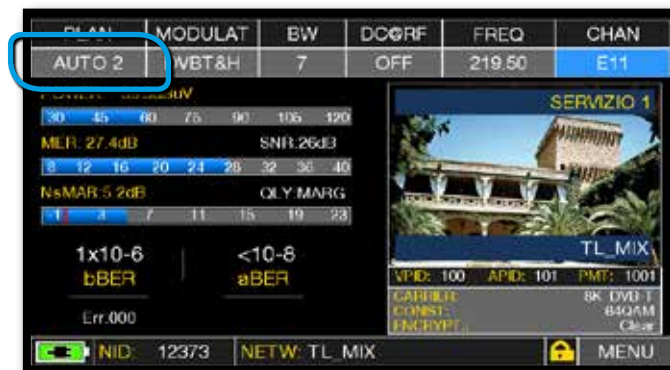 PLAN MODULAT BW DC@RF FREQ CHAN
AUTO 2 DVBT&H 7 OFF 219.50 E11
POWER:
30 45 60 75 90 105 120
MER: 27.4dB SNR:26dB
8 12 16 20 24 28 32 36 40
NsMAR:5.2dB QLY:MARG
-1 3 7 11 15 19 23
1x10-6 <10-8
bBER aBER
Err.000
SERVIZIO 1
TL_MIX
VPID: 100 APID: 101 PMT: 1001
CARRIER: 8K DVB-T
CONST.: 64QAM
ENCRYPT.: Clear
NID: 12373 NETW: TL_MIX MENU